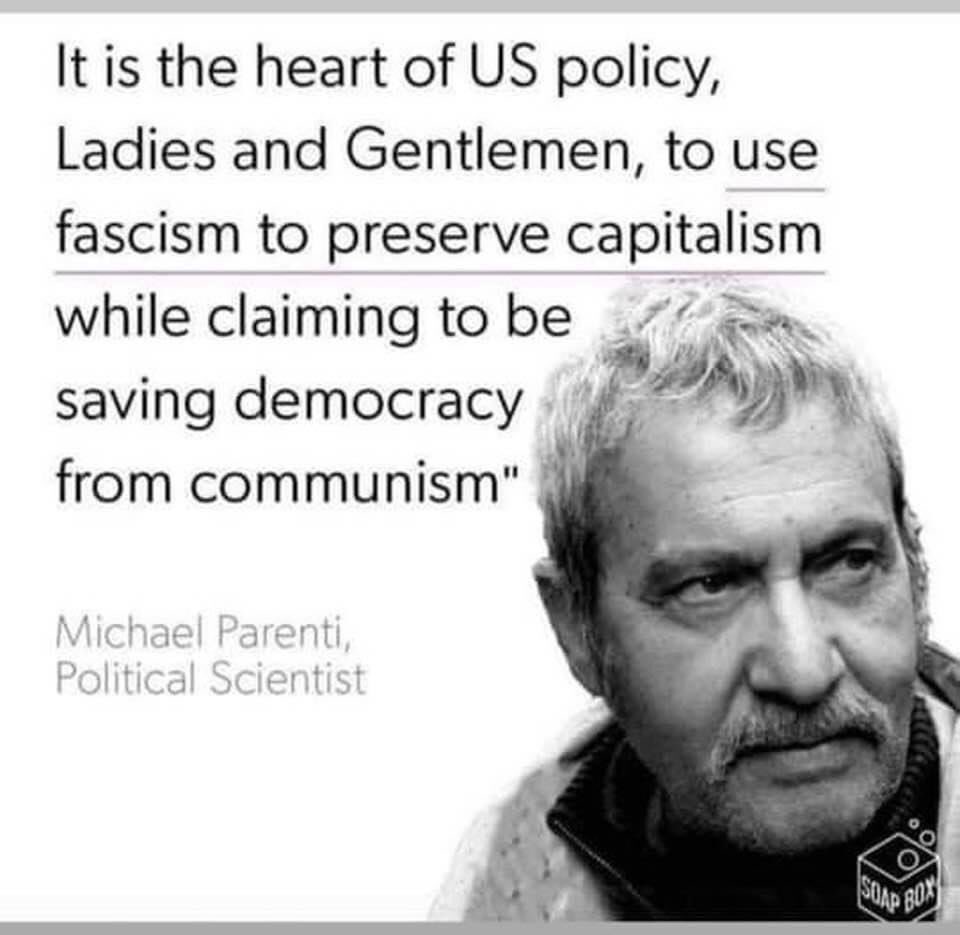 It is the heart of US policy,
Ladies and Gentlemen, to use
fascism to preserve capitalism
while claiming to be
saving democracy
from communism"
Michael Parenti,
Political Scientist
SOAP BOX